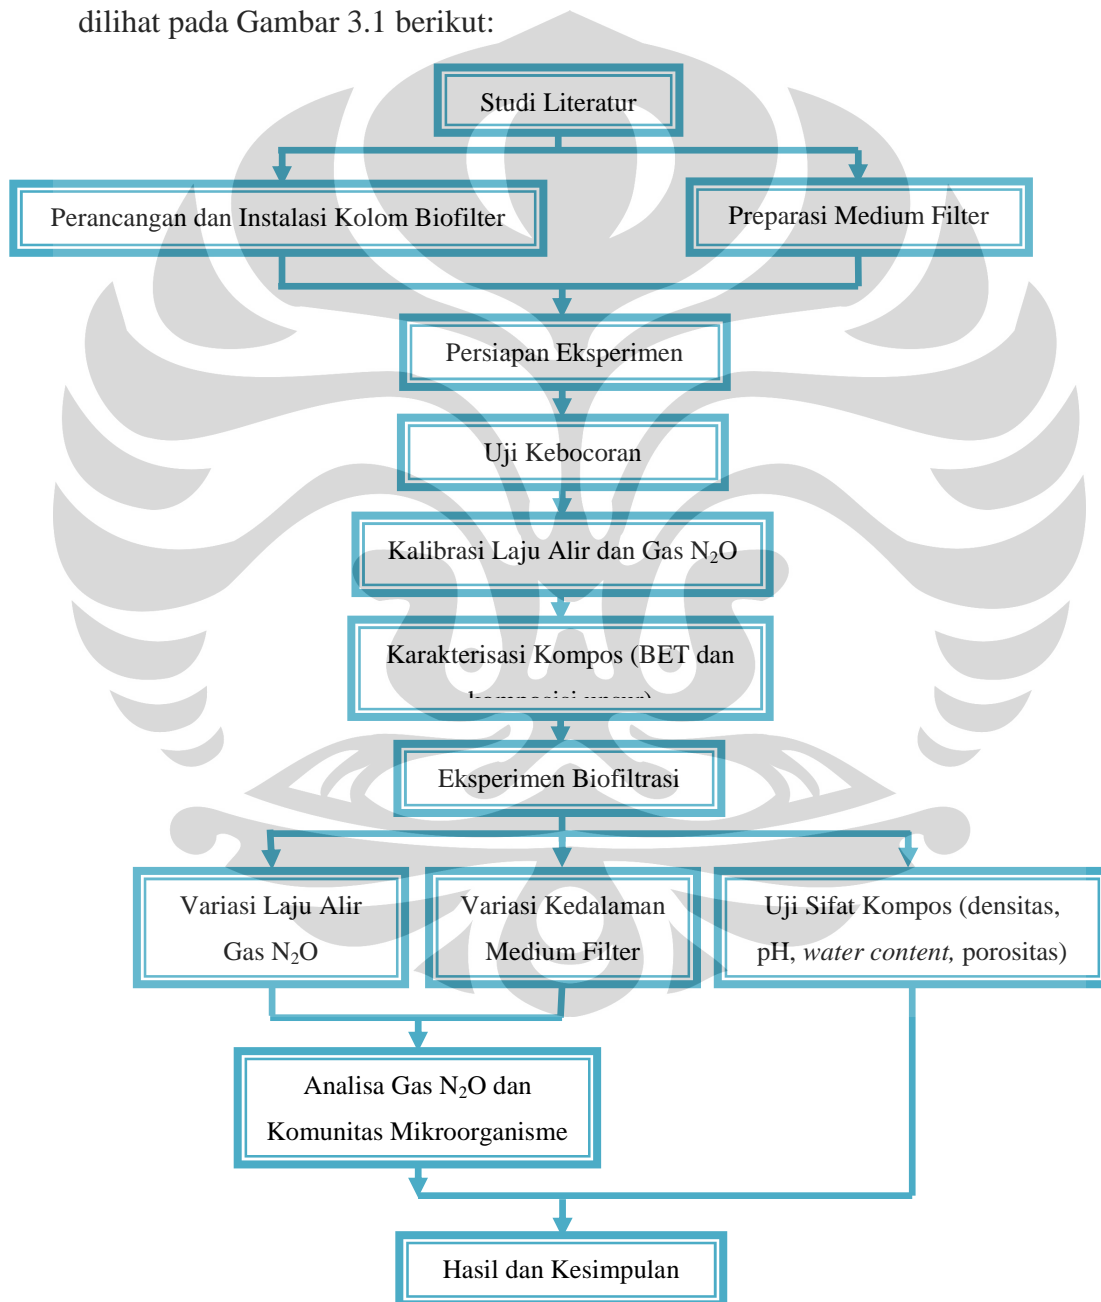 dilihat pada Gambar 3.1 berikut:
Studi Literatur
Perancangan dan Instalasi Kolom Biofilter
Preparasi Medium Filter
Persiapan Eksperimen
Uji Kebocoran
Kalibrasi Laju Alir dan Gas N₂O
Karakterisasi Kompos (BET dan
Eksperimen Biofiltrasi
Variasi Laju Alir
Gas N₂O
Variasi Kedalaman
Medium Filter
Uji Sifat Kompos (densitas,
pH, water content, porositas)
Analisa Gas N₂O dan
Komunitas Mikroorganisme
Hasil dan Kesimpulan